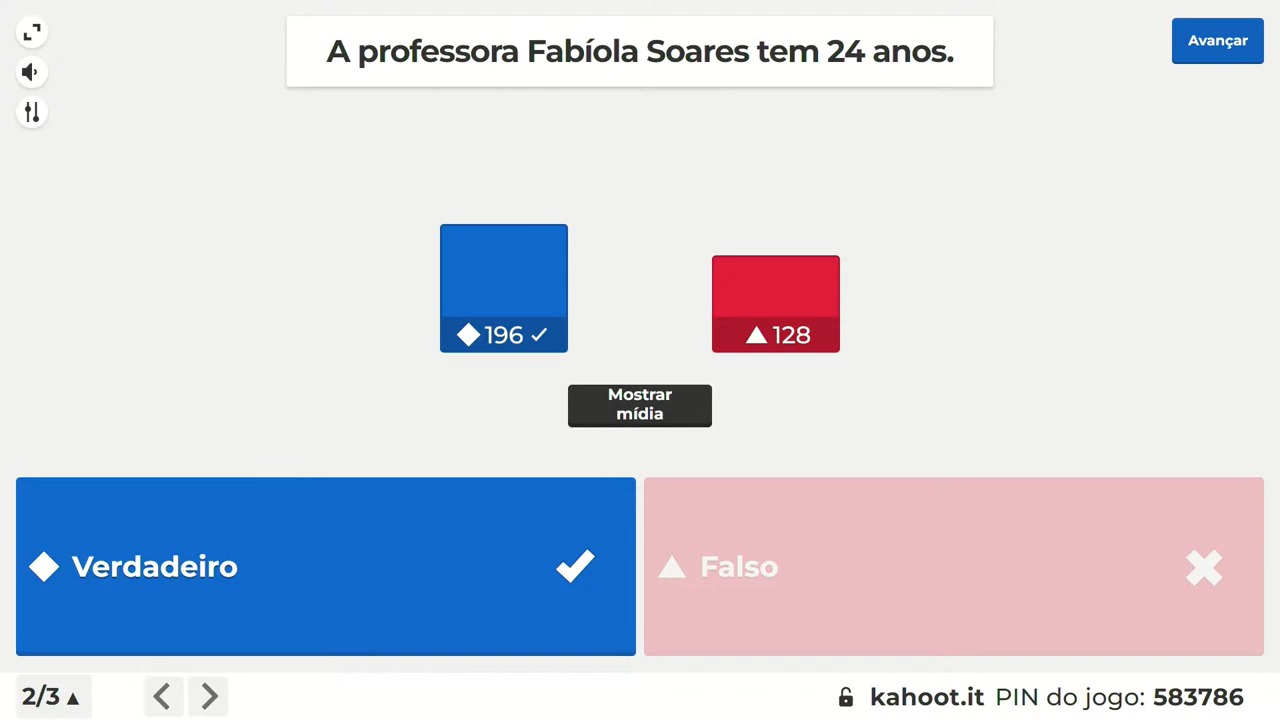 A professora Fabíola Soares tem 24 anos.
Avançar
196
128
Mostrar
mídia
Verdadeiro
Falso
2/3
kahoot.it PIN do jogo: 583786